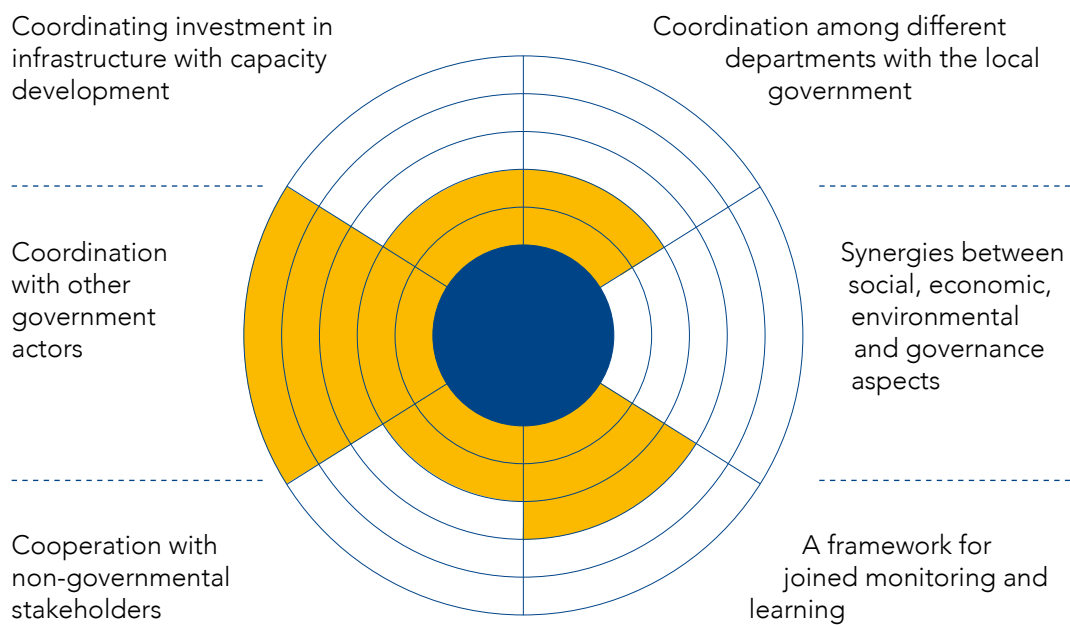 Coordinating investment in
infrastructure with capacity
development
Coordination among different
departments with the local
government
Coordination
with other
government
actors
Synergies between
social, economic,
environmental
and governance
aspects
Cooperation with
non-governmental
stakeholders
A framework for
joined monitoring and
learning